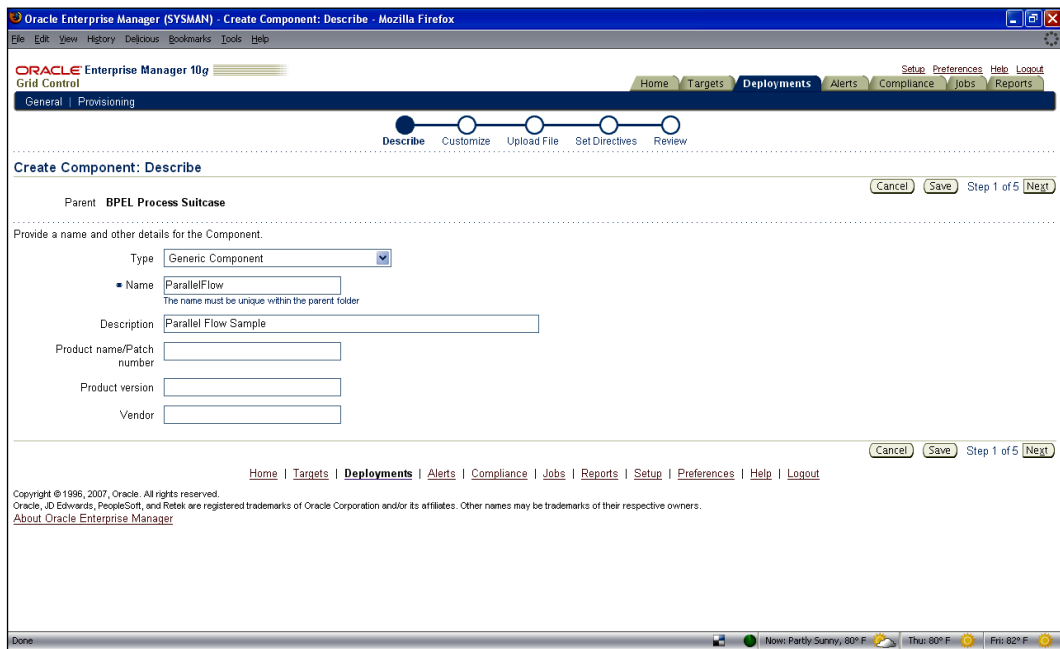 Oracle Enterprise Manager (SYSMAN) - Create Component: Describe - Mozilla Firefox
File Edit View History Delicious Bookmarks Tools Help
ORACLE Enterprise Manager 10g
Grid Control
Setup Preferences Help Logout
Home Targets Deployments Alerts Compliance Jobs Reports
General | Provisioning
Describe Customize Upload File Set Directives Review
Create Component: Describe
Cancel Save Step 1 of 5 Next
Parent BPEL Process Suitcase
Provide a name and other details for the Component.
Type Generic Component
Name ParallelFlow
The name must be unique within the parent folder
Description Parallel Flow Sample
Product name/Patch
number
Product version
Vendor
Cancel Save Step 1 of 5 Next
Home | Targets | Deployments | Alerts | Compliance | Jobs | Reports | Setup | Preferences | Help | Logout
Copyright © 1996, 2007, Oracle. All rights reserved.
Oracle, JD Edwards, PeopleSoft, and Retek are registered trademarks of Oracle Corporation and/or its affiliates. Other names may be trademarks of their respective owners.
About Oracle Enterprise Manager
Done Now: Partly Sunny, 80° F Thu: 80° F Fri: 82° F